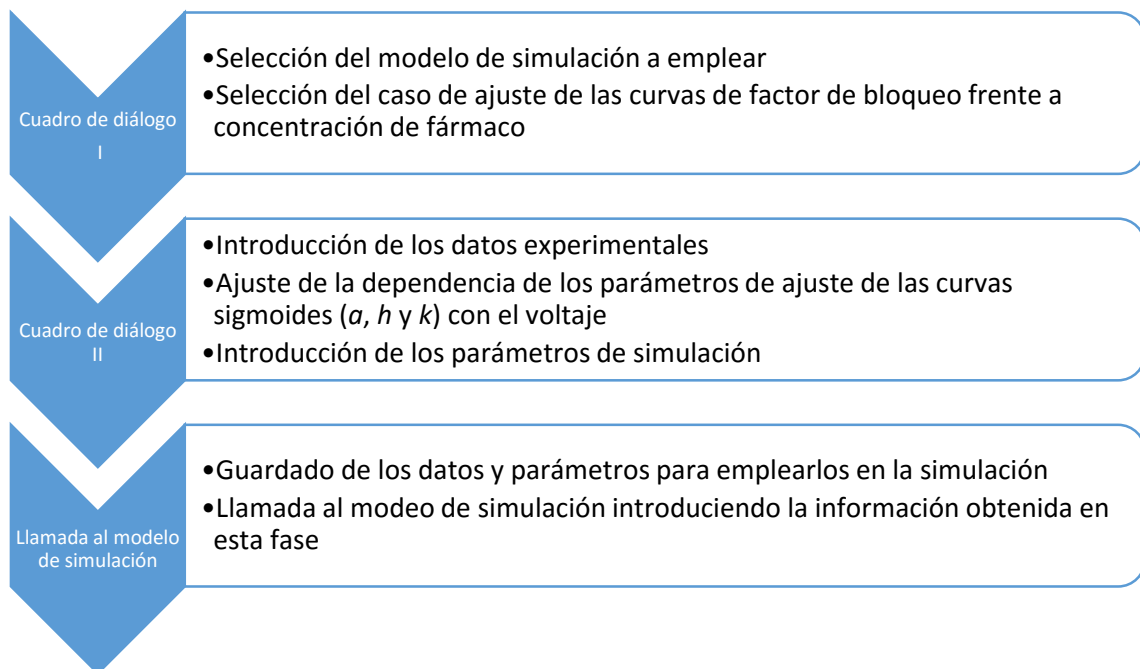 Cuadro de diálogo
I
•Selección del modelo de simulación a emplear
•Selección del caso de ajuste de las curvas de factor de bloqueo frente a
concentración de fármaco
Cuadro de diálogo
II
•Introducción de los datos experimentales
•Ajuste de la dependencia de los parámetros de ajuste de las curvas
sigmoides (a, h y k) con el voltaje
•Introducción de los parámetros de simulación
Llamada al modelo
de simulación
•Guardado de los datos y parámetros para emplearlos en la simulación
•Llamada al modeo de simulación introduciendo la información obtenida en
esta fase